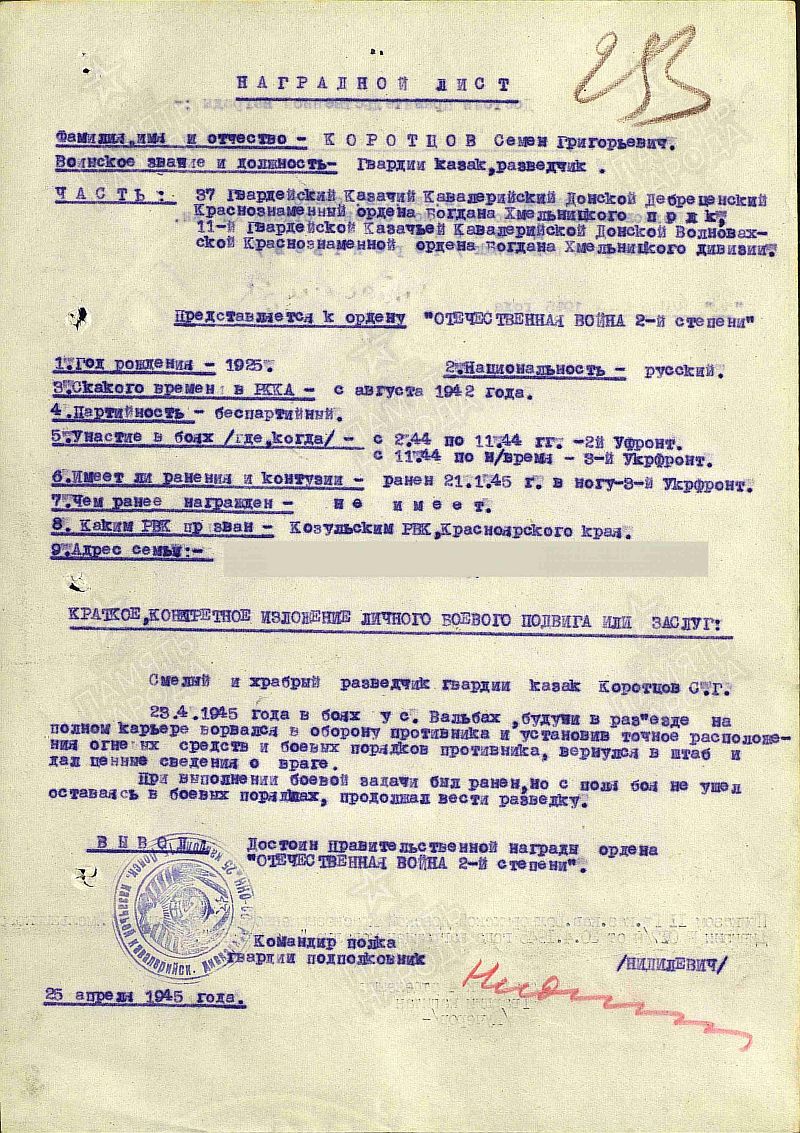 293
НАГРАДНОЙ ЛИСТ
Фамилия,имя и отчество - КОРОТЦОВ Семен Григорьевич.
Воинское звание и должность- Гвардии казак,разведчик .
ЧАСТЬ: 37 Гвардейский Казачий Кавалерийский Донской Дебреценский
Краснознаменный ордена Богдана Хмельницкого полк,
11-й Гвардейской Казачьей Кавалерийской Донской Волновах-
ской Краснознаменной ордена Богдана Хмельницкого дивизии.
Представляется к ордену "ОТЕЧЕСТВЕННАЯ ВОЙНА 2-й степени"
1.Год рождения - 1925. 2.Национальность - русский.
3.Скакого времени в РККА - с августа 1942 года.
4.Партийность - беспартийный.
5.Участие в боях /где,когда/ - с 2.44 по 11.44 гг. -2й Уфронт.
с 11.44 по н/время - 3-й Укрфронт.
6.Имеет ли ранения и контузии - ранен 21.1.45 г. в ногу-3-й Укрфронт.
7.Чем ранее награжден - не имеет.
8. Каким РВК призван - Козульским РВК,Красноярского края.
9.Адрес семьи:-
КРАТКОЕ,КОНКРЕТНОЕ ИЗЛОЖЕНИЕ ЛИЧНОГО БОЕВОГО ПОДВИГА ИЛИ ЗАСЛУГ:
Смелый и храбрый разведчик гвардии казак Коротцов С.Г.
23.4.1945 года в боях у с. Вальбах ,будучи в раз"езде на
полном карьере ворвался в оборону противника и установив точное расположе-
ния огневых средств и боевых порядков противника, вернулся в штаб и
дал ценные сведения о враге.
При выполнении боевой задачи был ранен,но с поля боя не ушел
оставаясь в боевых порядках, продолжал вести разведку.
ВЫВОД: Достоин правительственной награды ордена
"ОТЕЧЕСТВЕННАЯ ВОЙНА 2-й степени".
Командир полка
гвардии подполковник /НИДИЛЕВИЧ/
25 апреля 1945 года.
ПАМЯТЬ НАРОДА